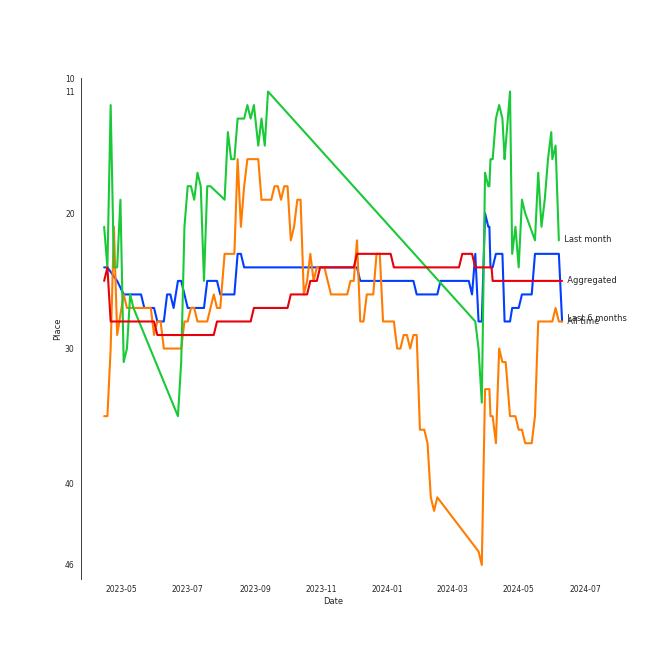 10
11
20
30
40
46
Place
Last month
Aggregated
Last 6 months
All time
2023-05
2023-07
2023-09
2023-11
2024-01
2024-03
2024-05
2024-07
Date